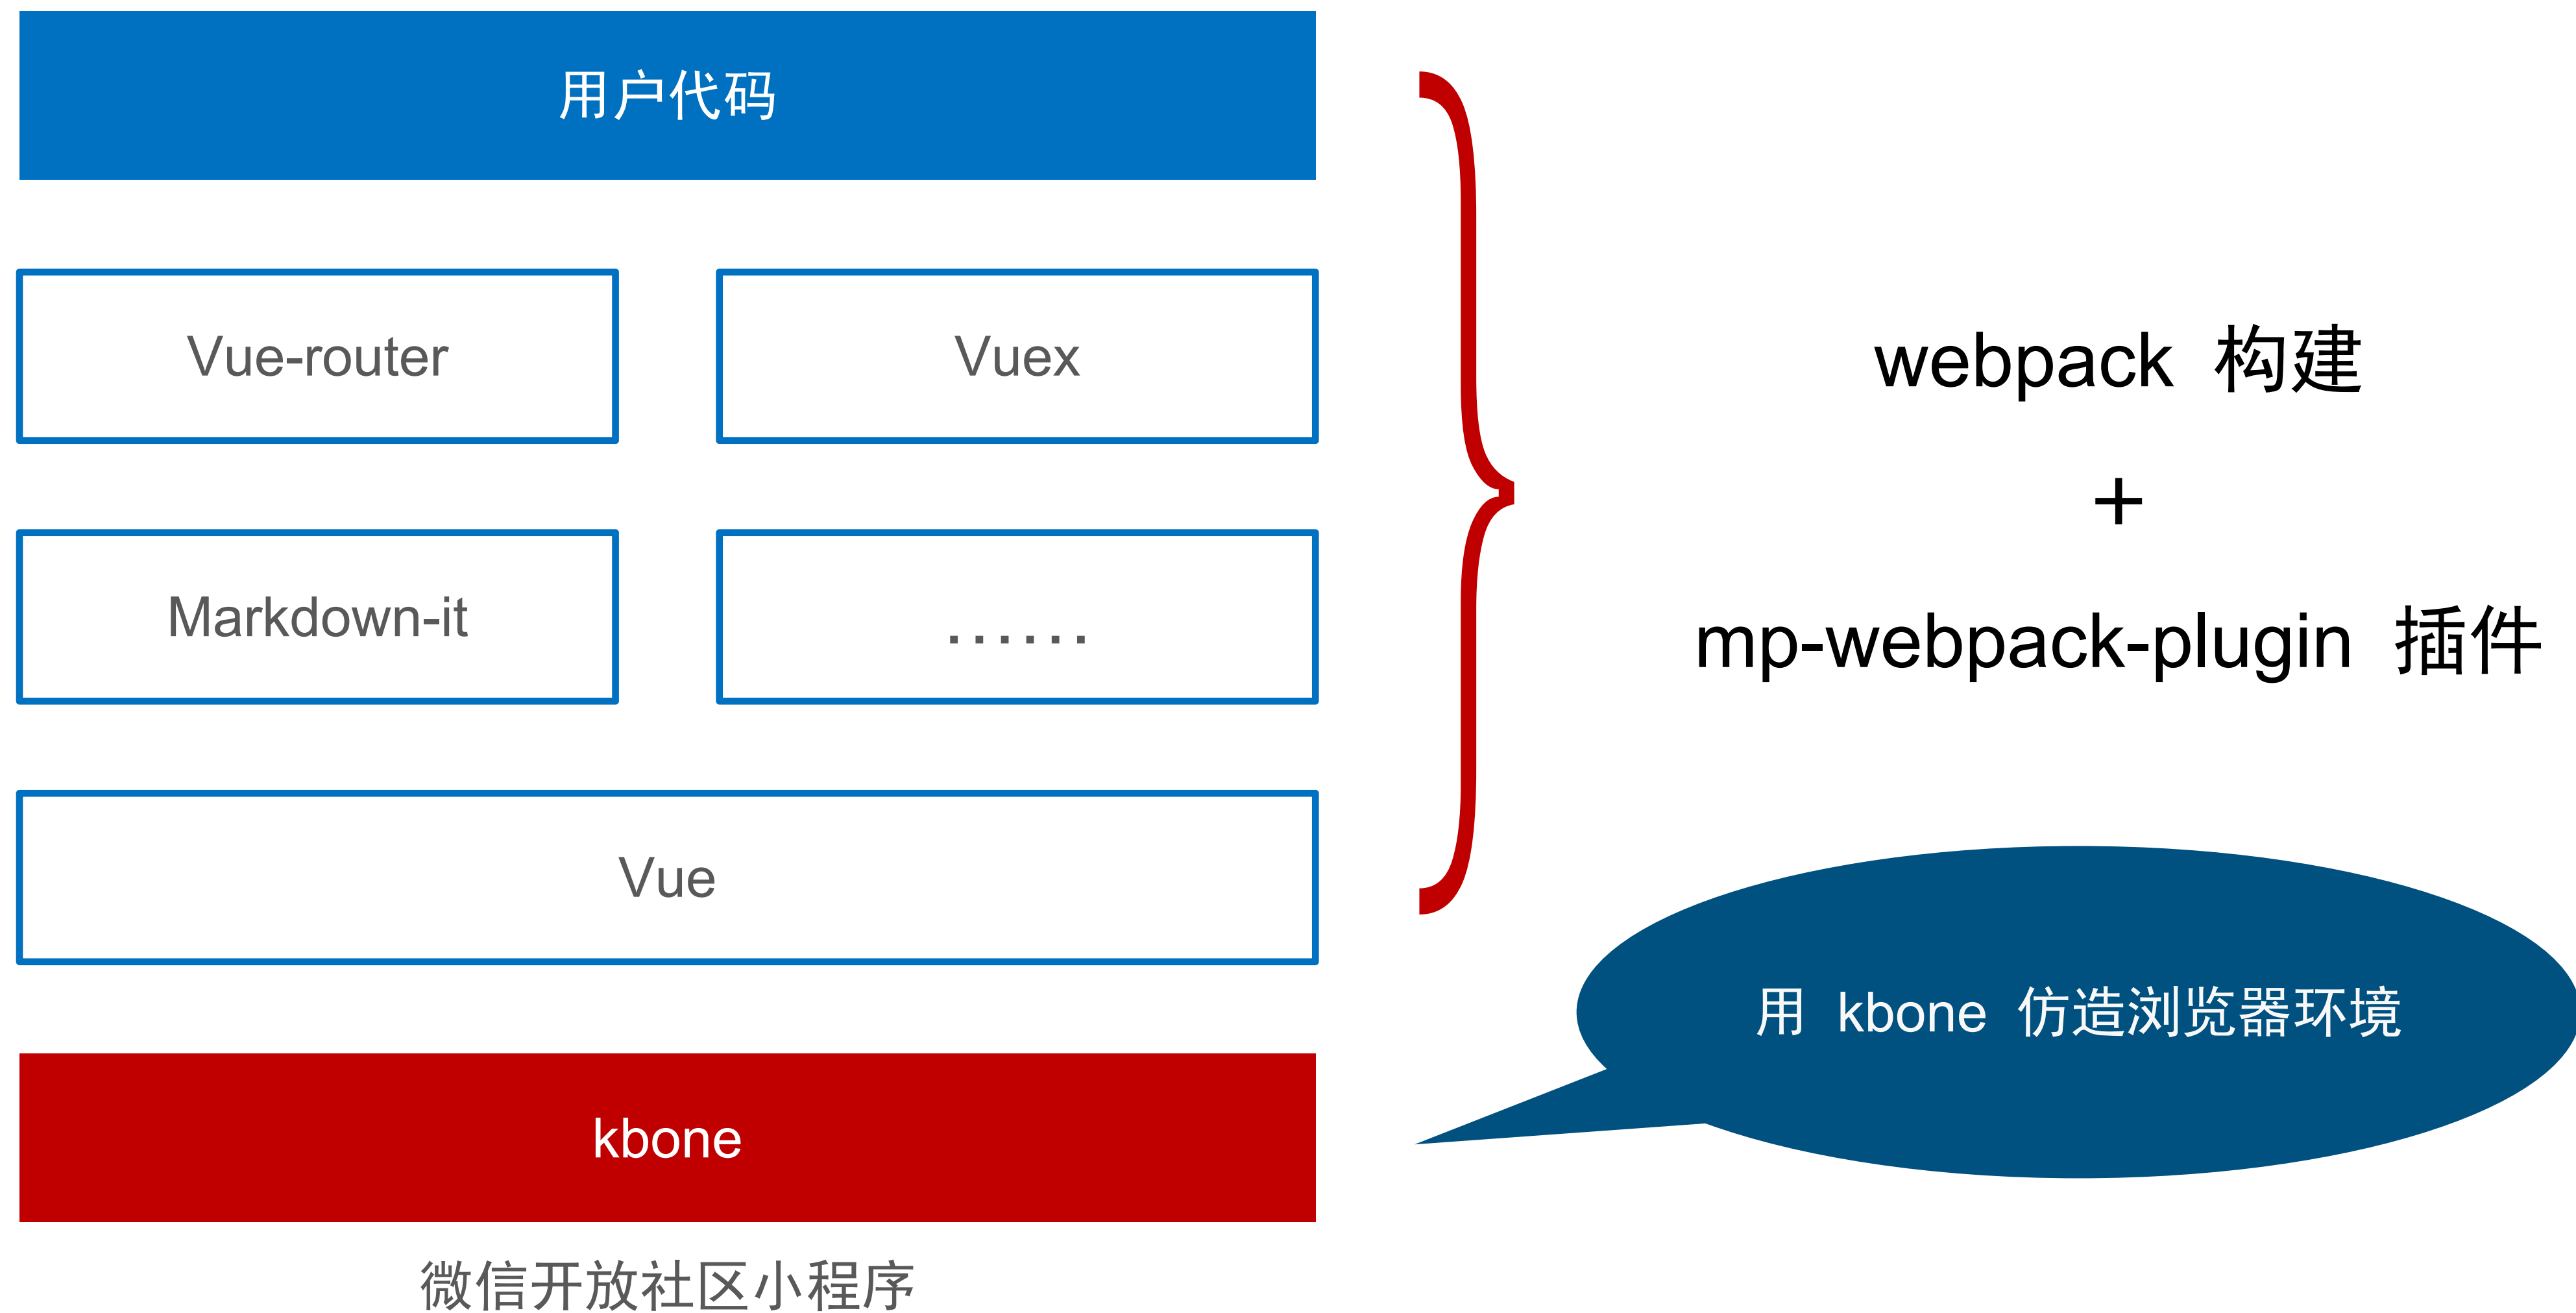 用户代码
Vue-router
Vuex
Markdown-it
......
Vue
kbone
微信开放社区小程序
webpack 构建
+
mp-webpack-plugin 插件
用 kbone 仿造浏览器环境